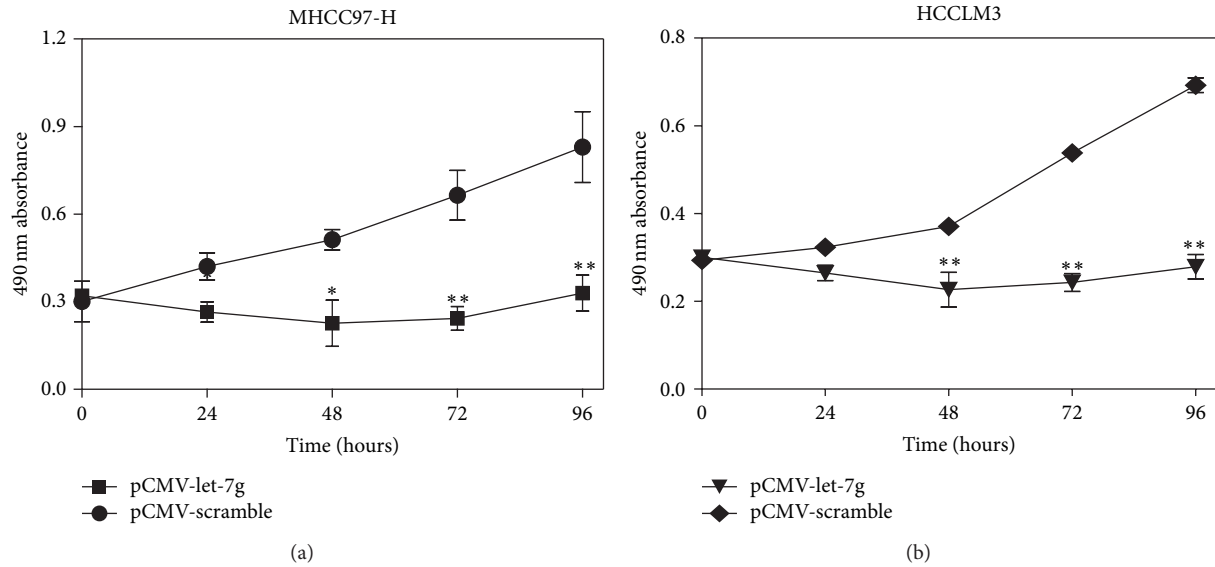 MHCC97-H
1.2
0.9
0.6
0.3
0.0
490 nm absorbance
*
*
**
**
0 24 48 72 96
Time (hours)
pCMV-let-7g
pCMV-scramble
(a)
HCCLM3
0.8
0.6
0.4
0.2
0.0
490 nm absorbance
**
**
**
0 24 48 72 96
Time (hours)
pCMV-let-7g
pCMV-scramble
(b)